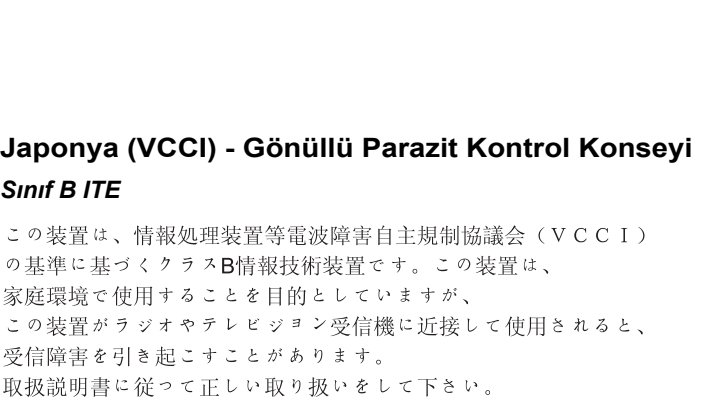 Japonya (VCCI) - Gönüllü Parazit Kontrol Konseyi
Sınıf B ITE
この装置は、情報処理装置等電波障害自主規制協議会（ＶＣＣＩ）
の基準に基づくクラスB情報技術装置です。この装置は、
家庭環境で使用することを目的としていますが、
この装置がラジオやテレビジョン受信機に近接して使用されると、
受信障害を引き起こすことがあります。
取扱説明書に従つて正しい取り扱いをして下さい。